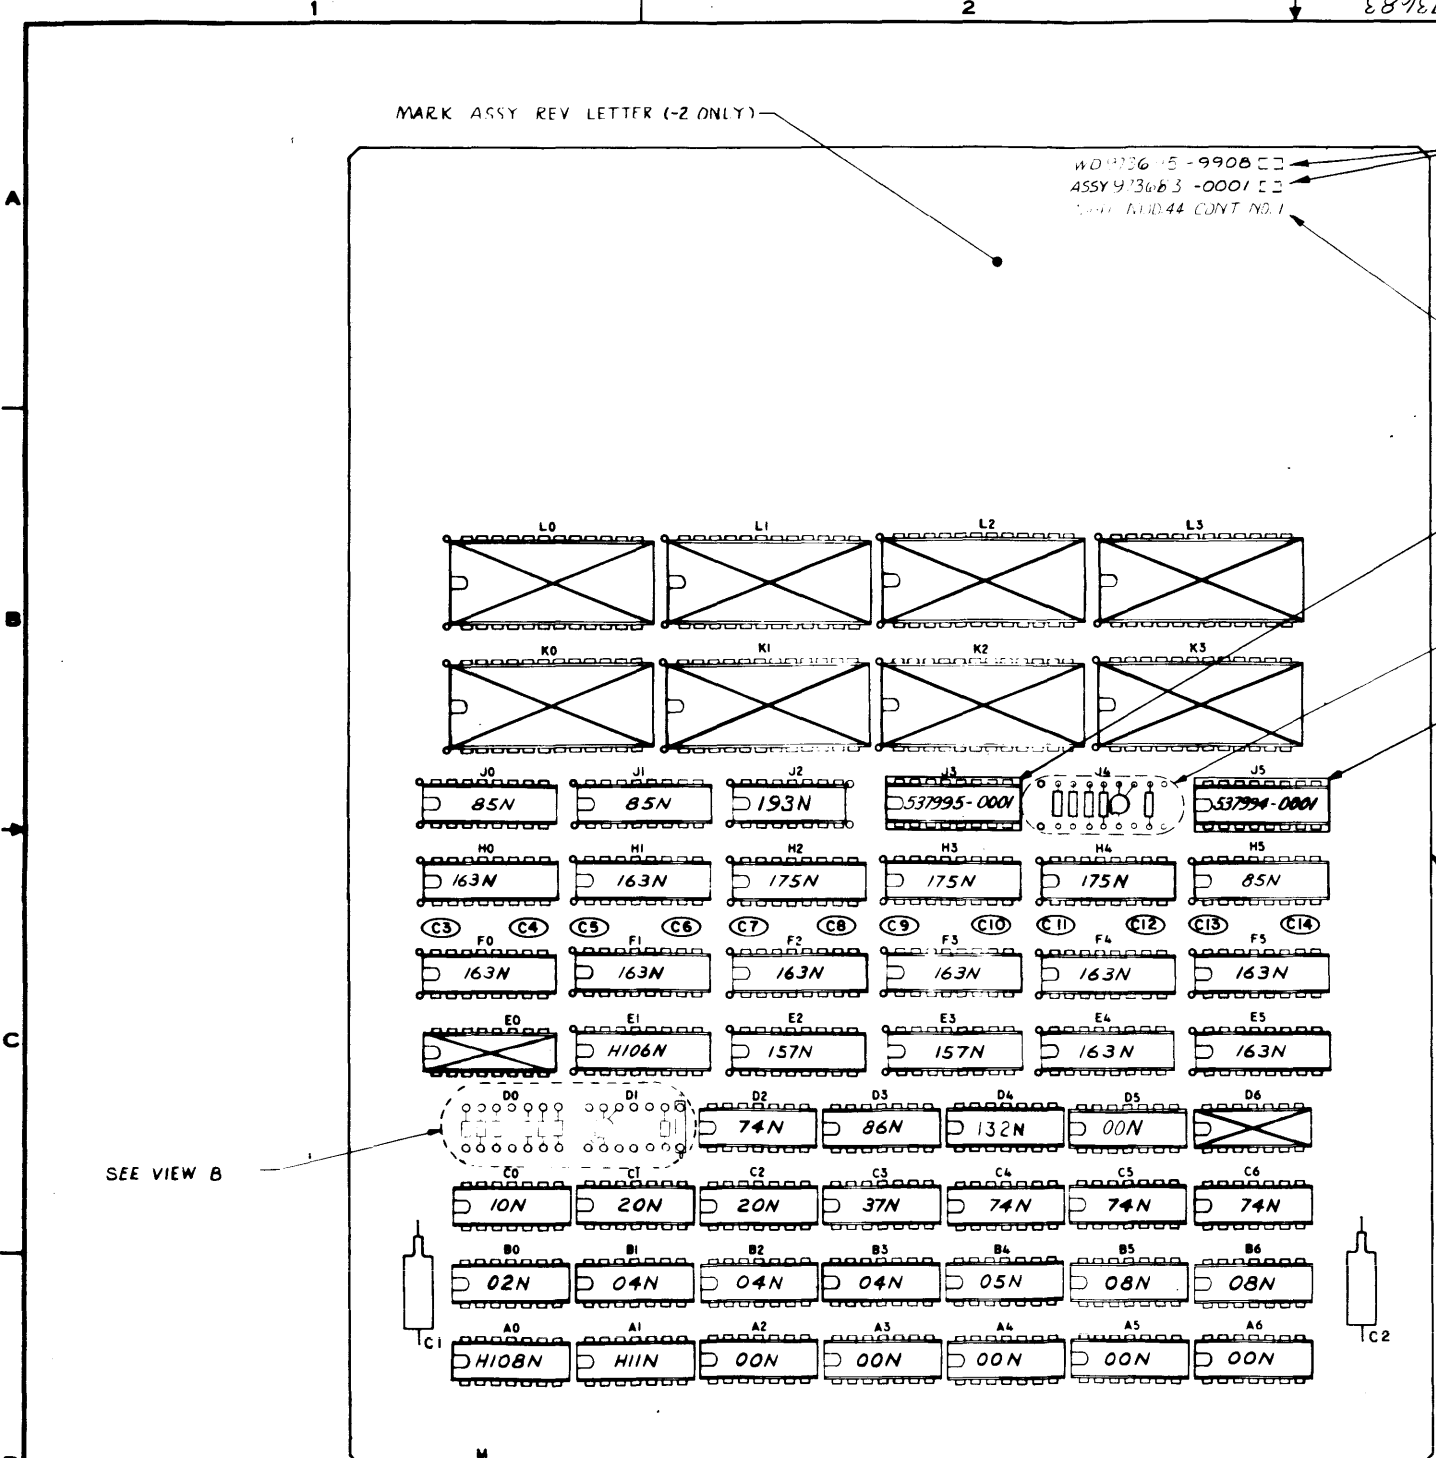 1 2
MARK ASSY REV LETTER (-2 ONLY)
-9908
ASSY 973683 -0001
44 CONT NO. 1
A
L0 L1 L2 L3
B
K0 K1 K2 K3
J0 J1 J2 J3 J4 J5
85N 85N 193N 537995-0001 537994-0001
H0 H1 H2 H3 H4 H5
163N 163N 175N 175N 175N 85N
C3 C4 C5 C6 C7 C8 C9 C10 C11 C12 C13 C14
F0 F1 F2 F3 F4 F5
163N 163N 163N 163N 163N 163N
E0 E1 E2 E3 E4 E5
C
H106N 157N 157N 163N 163N
D0 D1 D2 D3 D4 D5 D6
74N 86N 132N 00N
SEE VIEW B
C0 C1 C2 C3 C4 C5 C6
10N 20N 20N 37N 74N 74N 74N
B0 B1 B2 B3 B4 B5 B6
02N 04N 04N 04N 05N 08N 08N
C1 C2
A0 A1 A2 A3 A4 A5 A6
H108N H11N 00N 00N 00N 00N 00N